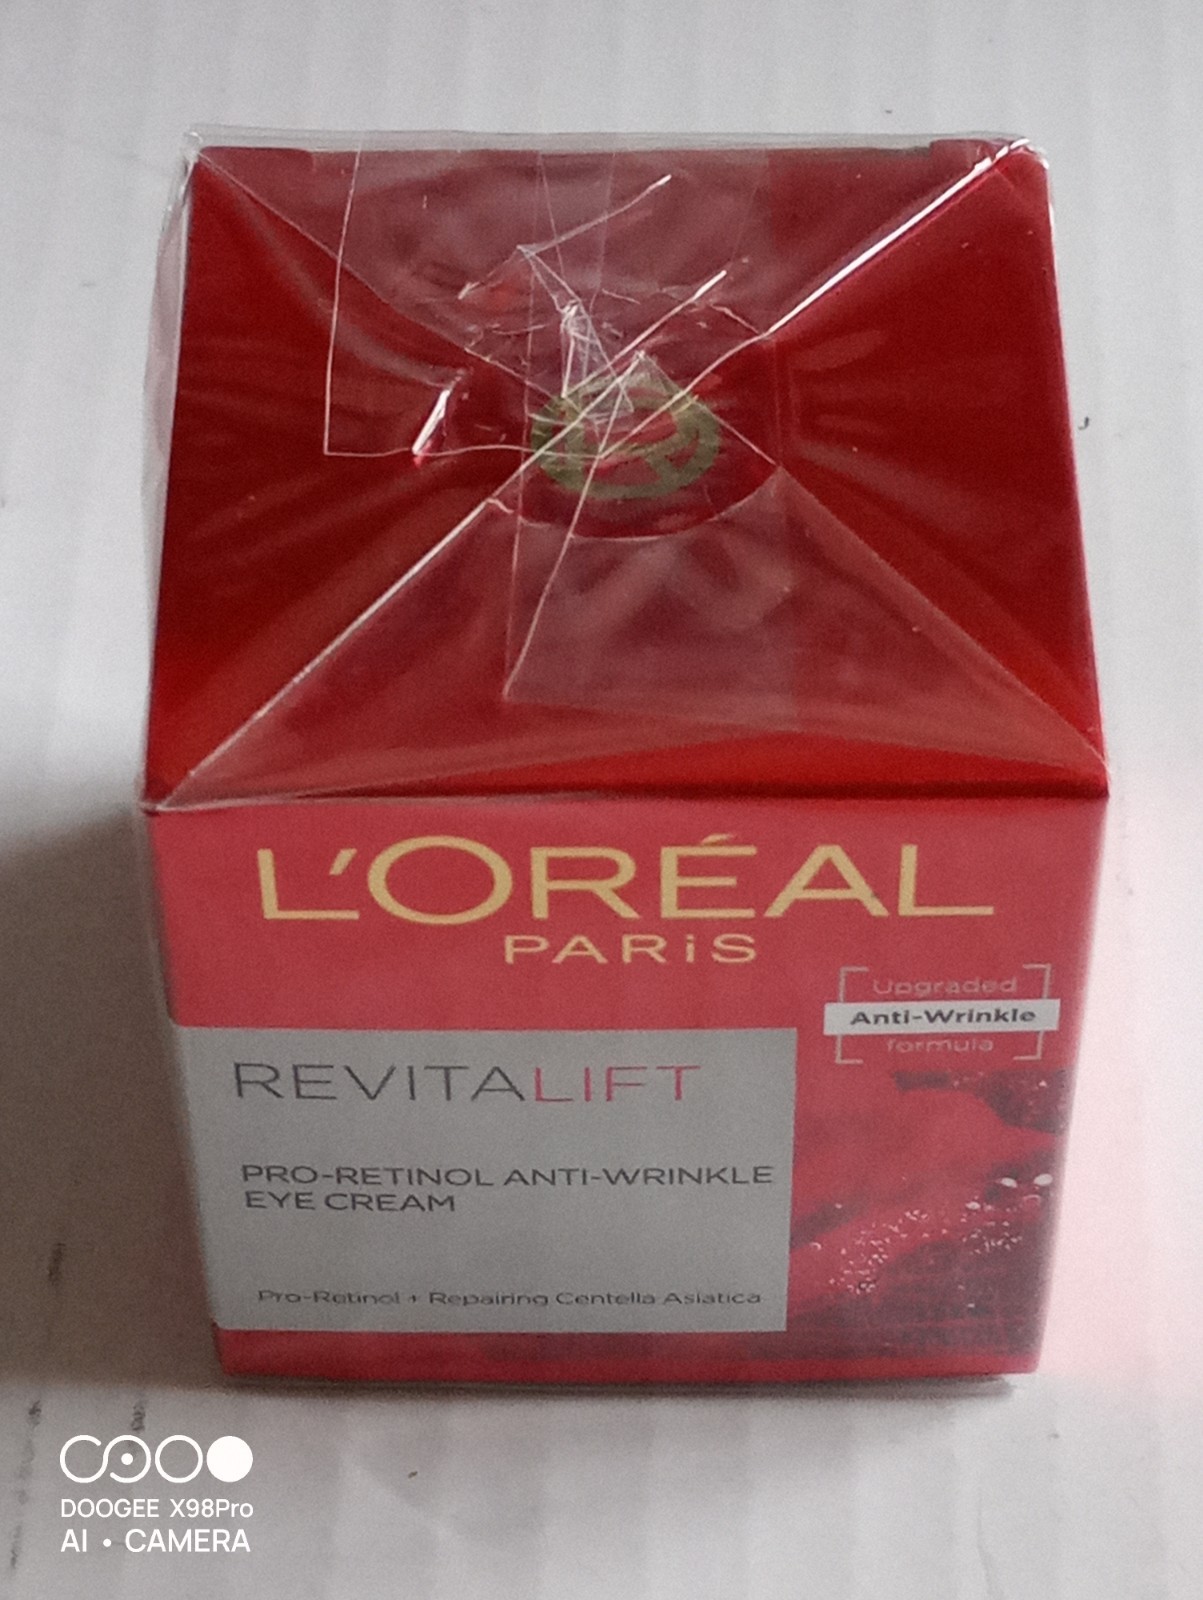 L'ORÉAL
PARiS
Upgraded
Anti-Wrinkle
formula
REVITALIFT
PRO-RETINOL ANTI-WRINKLE
EYE CREAM
Pro-Retinol + Repairing Centella Asiatica
DOOGEE X98Pro
AI • CAMERA